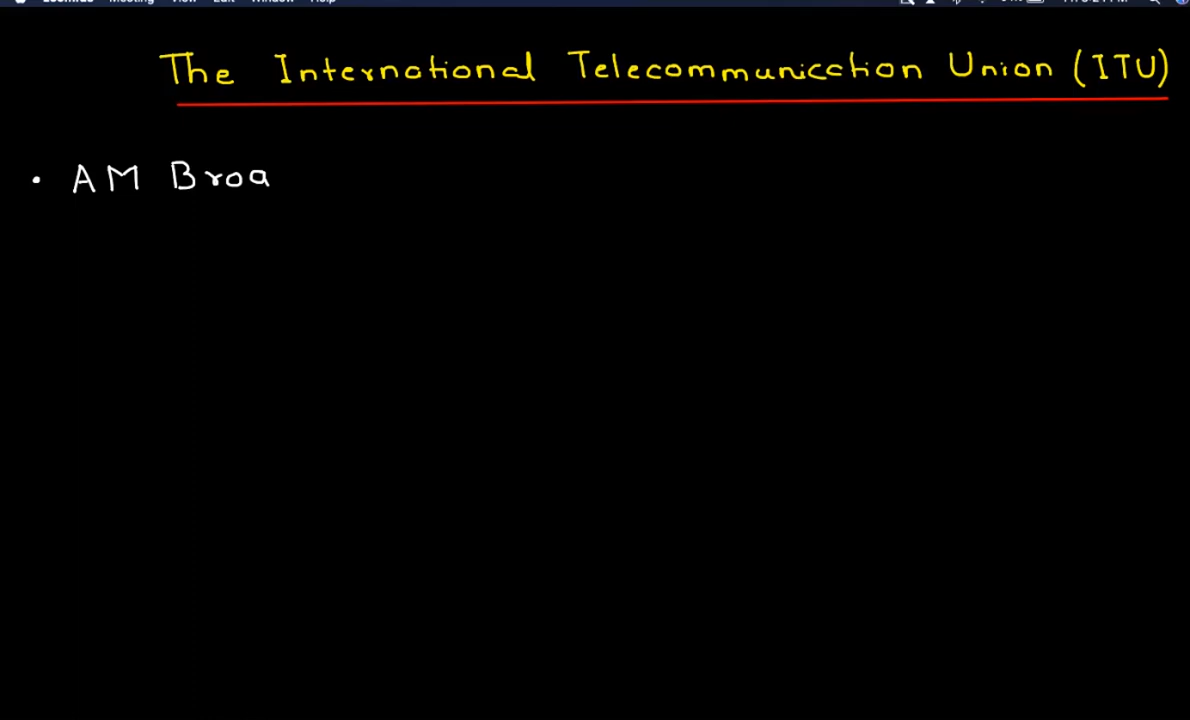 The International Telecommunication Union (ITU)
• AM Broa